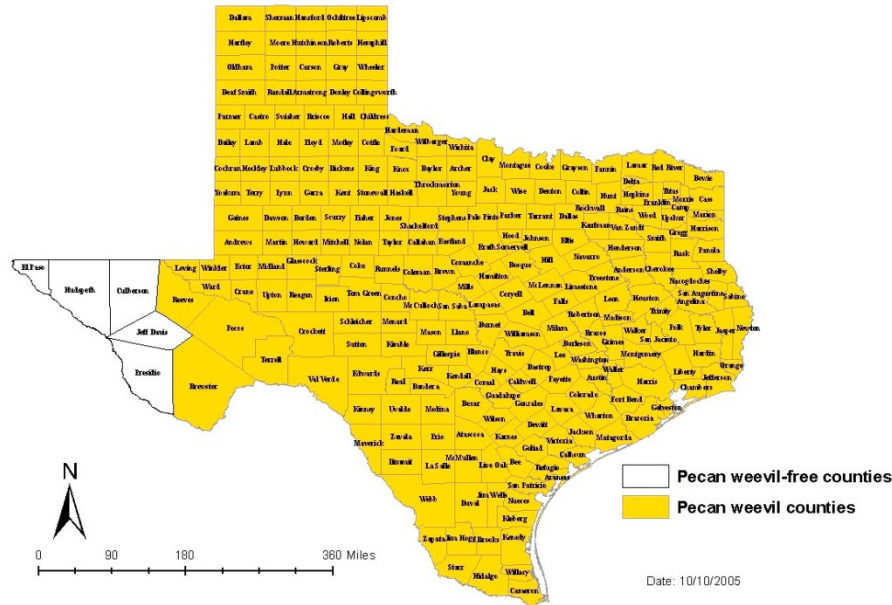 Dallam Sherman Hansford Ochiltree Lipscomb
Hartley Moore Hutchinson Roberts Hemphill
Oldham Potter Carson Gray Wheeler
Deaf Smith Randall Armstrong Donley Collingsworth
Parmer Castro Swisher Briscoe Hall Childress
Hardeman
Bailey Lamb Hale Floyd Motley Cottle Foard Wilbarger Wichita
Clay Montague Cooke Grayson Fannin Lamar Red River
Bowie
Cochran Hockley Lubbock Crosby Dickens King Knox Baylor Archer
Throckmorton
Delta Titus
Yoakum Terry Lynn Garza Kent Stonewall Haskell Young Jack Wise Denton Collin Hunt Hopkins Morris Cass
Franklin Camp
Rockwall Rains Wood Upshur Marion
Gaines Dawson Borden Scurry Fisher Jones Shackelford Stephens Palo Pinto Parker Tarrant Dallas Kaufman Van Zandt Gregg Harrison
Hood Johnson Ellis Smith
Andrews Martin Howard Mitchell Nolan Taylor Callahan Eastland Erath Somervell Henderson Rusk Panola
El Paso Hudspeth Culberson Loving Winkler Ector Midland Glasscock Sterling Coke Runnels Coleman Brown Comanche Bosque Hill Navarro Anderson Cherokee Shelby
Hamilton Freestone Nacogdoches
Reeves Ward Crane Upton Reagan Irion Tom Green Concho Mills Coryell McLennan Limestone Leon Houston San Augustine Sabine
McCulloch San Saba Lampasas Falls Angelina
Jeff Davis Pecos Crockett Schleicher Menard Mason Llano Burnet Bell Robertson Madison Trinity
Williamson Milam Brazos Walker Polk Tyler Jasper Newton
Sutton Kimble Burleson Grimes San Jacinto
Terrell Gillespie Blanco Travis Lee Washington Montgomery Hardin
Presidio Brewster Val Verde Edwards Kerr Kendall Hays Bastrop Waller Liberty Orange
Real Bandera Comal Caldwell Fayette Austin Harris Jefferson
Guadalupe Chambers
Kinney Uvalde Medina Bexar Gonzales Colorado Fort Bend Galveston
Wilson Lavaca Wharton Brazoria
Maverick Zavala Frio Atascosa Karnes Dewitt Jackson Matagorda
Goliad Victoria
Dimmit La Salle McMullen Live Oak Bee Refugio Calhoun
Aransas
San Patricio
Webb Duval Jim Wells Nueces
Kleberg
Zapata Jim Hogg Brooks Kenedy
Starr Hidalgo Willacy
Cameron
N
0 90 180 360 Miles
Pecan weevil-free counties
Pecan weevil counties
Date: 10/10/2005